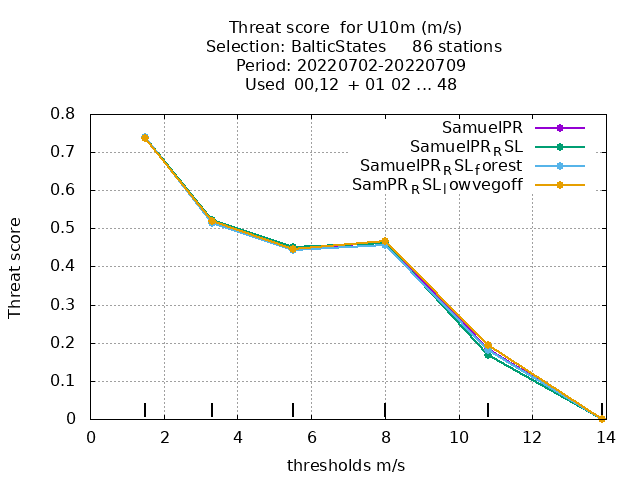 Threat score  for U10m (m/s)
Selection: BalticStates     86 stations
Period: 20220702-20220709
Used  00,12  + 01 02 ... 48
SamuelPR
SamuelPR_RSL
SamuelPR_RSL_forest
SamPR_RSL_lowvegoff
Threat score
0.8
0.7
0.6
0.5
0.4
0.3
0.2
0.1
0
0 2 4 6 8 10 12 14
thresholds m/s